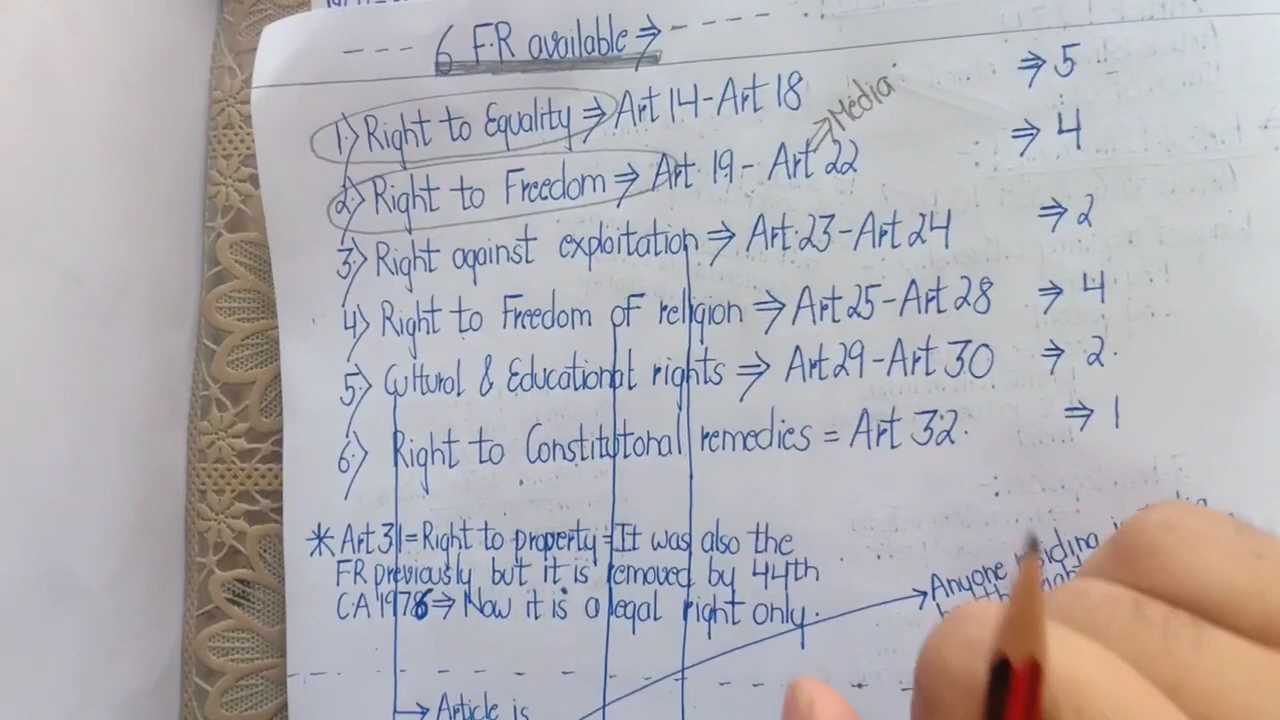 --- 6 F.R available ⇒ ----
1) Right to Equality ⇒ Art 14-Art 18 ⇒ 5
⇒ Media
2) Right to Freedom ⇒ Art 19 - Art 22 ⇒ 4
3) Right against exploitation ⇒ Art. 23-Art 24 ⇒ 2
4) Right to Freedom of religion ⇒ Art 25-Art 28 ⇒ 4
5) Cultural & Educational rights ⇒ Art 29-Art 30 ⇒ 2.
6) Right to Constitutonal remedies = Art 32. ⇒ 1
* Art 31=Right to property=It was also the
FR previously but it is removed by 44th
C.A 1978⇒ Now it is a legal right only.
→ Anyone
→ Article is